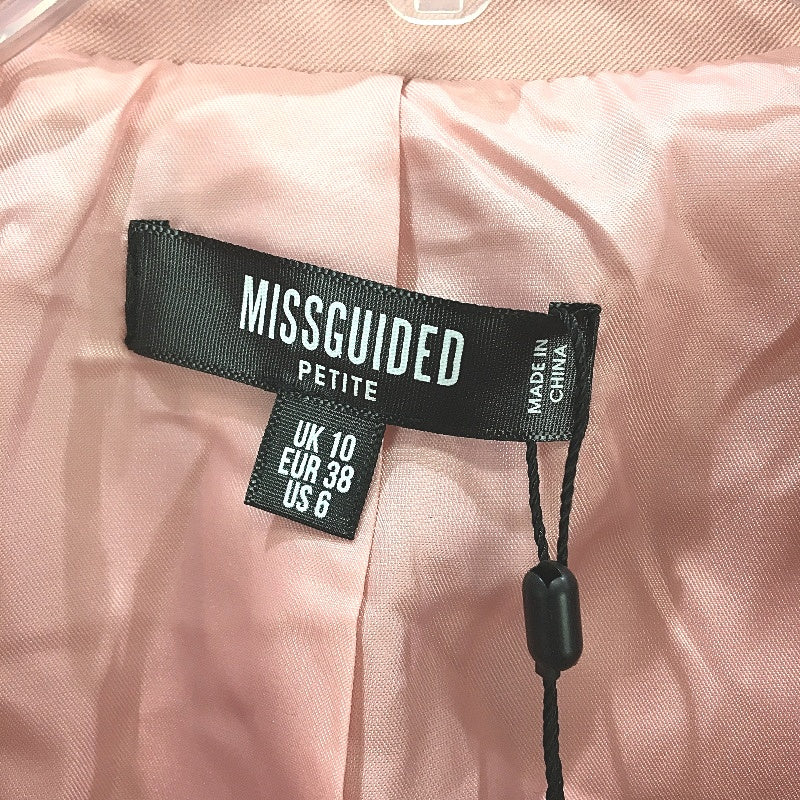 MISSGUIDED
PETITE
MADE IN
CHINA
UK 10
EUR 38
US 6